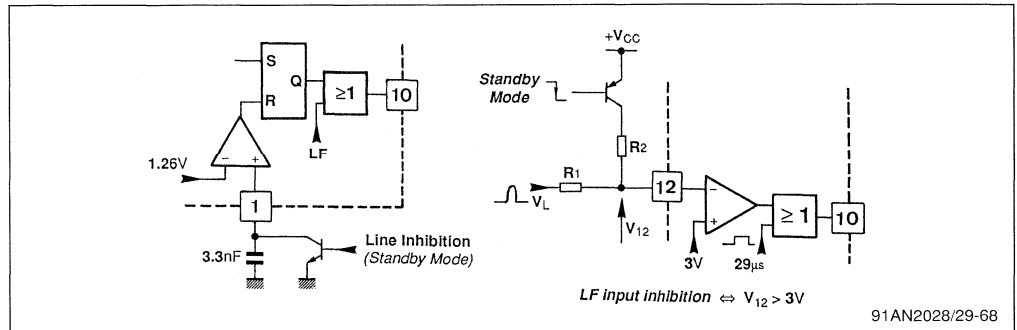 S
Q
R
≥1
10
LF
1.26V
−
+
1
3.3nF
Line Inhibition
(Standby Mode)
+VCC
Standby
Mode
R2
R1
VL
12
V12
−
+
3V
≥ 1
29µs
10
LF input inhibition ⇔ V12 > 3V
91AN2028/29-68